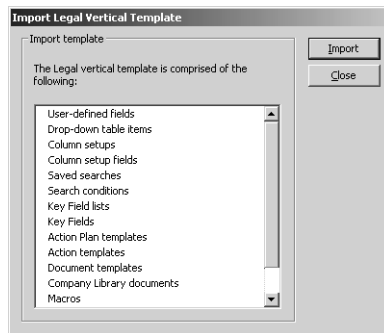 Import Legal Vertical Template
Import template
The Legal vertical template is comprised of the
following:
User-defined fields
Drop-down table items
Column setups
Column setup fields
Saved searches
Search conditions
Key Field lists
Key Fields
Action Plan templates
Action templates
Document templates
Company Library documents
Macros
Import
Close